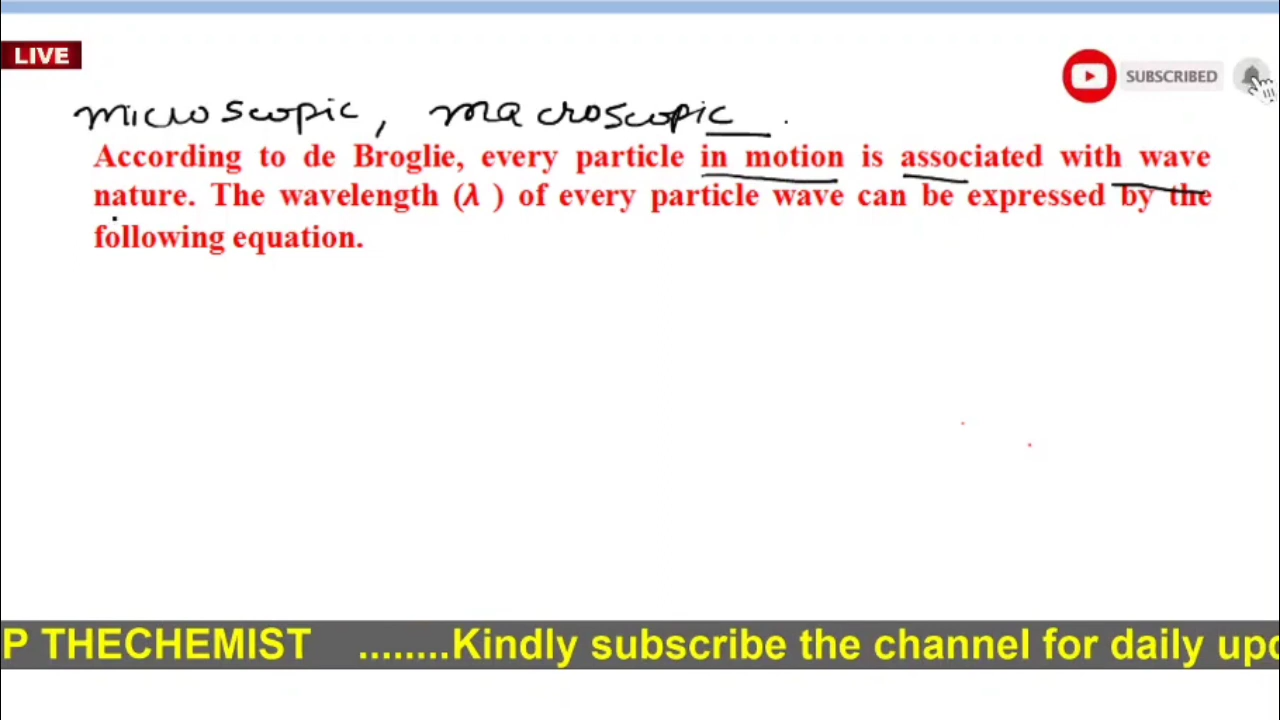 LIVE
SUBSCRIBED
microscopic, macroscopic .
According to de Broglie, every particle in motion is associated with wave
nature. The wavelength (λ ) of every particle wave can be expressed by the
following equation.
P THECHEMIST ........Kindly subscribe the channel for daily upd